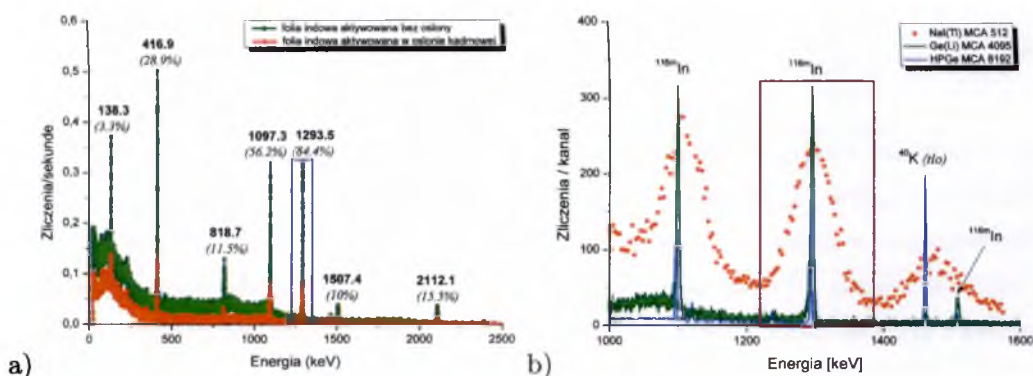 a)
0,6
0,5
0,4
0,3
0,2
0,1
0,0
Zliczenia/sekunde
folia indowa aktywowana bez oslony
folia indowa aktywowana w oslonie kadmowej
416.9
(28.9%)
138.3
(3.3%)
1097.3
(56.2%)
1293.5
(84.4%)
818.7
(11.5%)
1507.4
(10%)
2112.1
(15.5%)
0
500
1000
1500
2000
2500
Energia (keV)
b)
400
300
200
100
0
Zliczenia / kanal
NaI(Tl) MCA 512
Ge(Li) MCA 4095
HPGe MCA 8192
116mIn
116mIn
40K (tlo)
116mIn
1000
1200
1400
1600
Energia [keV]